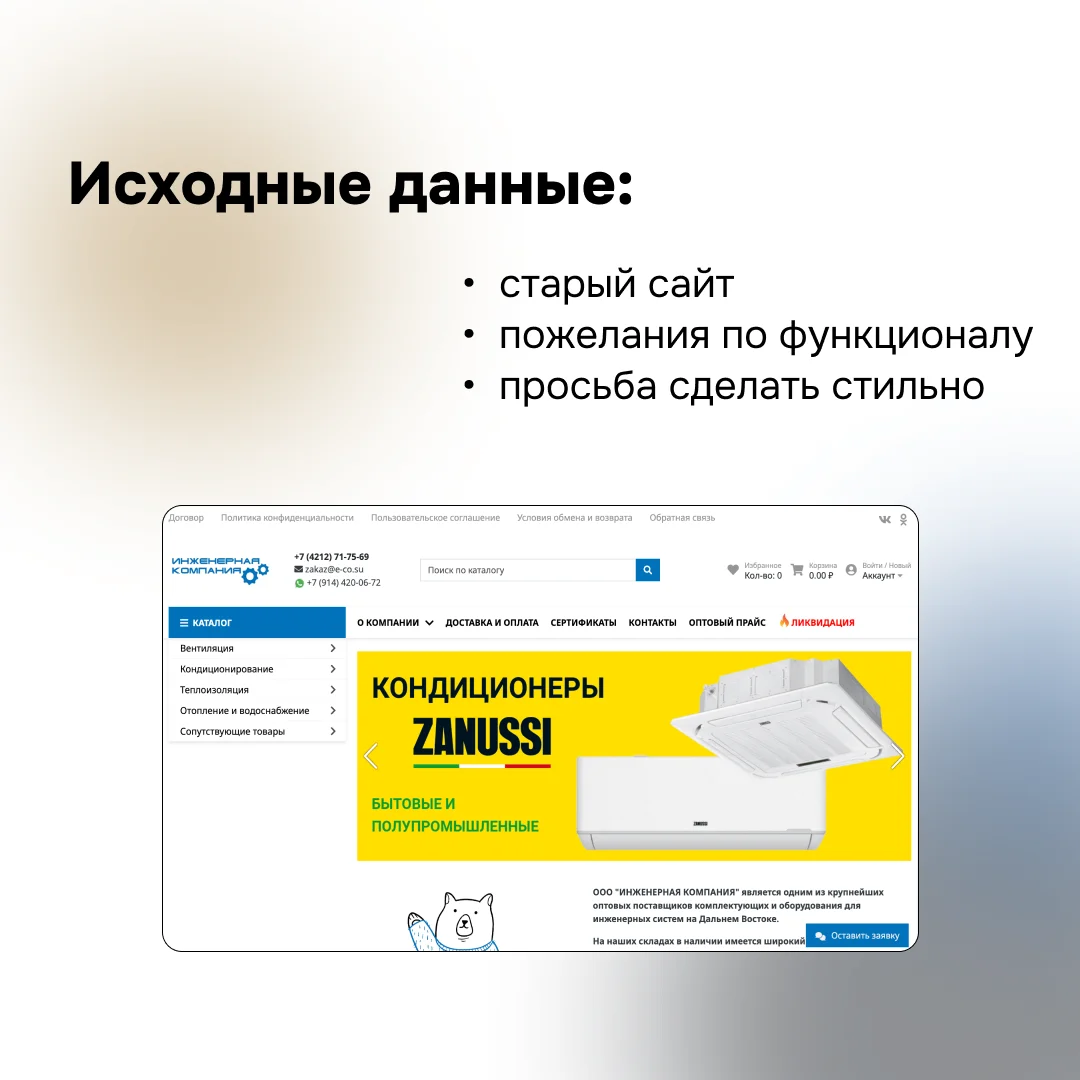 Исходные данные:
• старый сайт
• пожелания по функционалу
• просьба сделать стильно
Договор Политика конфиденциальности Пользовательское соглашение Условия обмена и возврата Обратная связь
ИНЖЕНЕРНАЯ
КОМПАНИЯ
+7 (4212) 71-75-69
zakaz@e-co.su
+7 (914) 420-06-72
Поиск по каталогу
Избранное
Кол-во: 0
Корзина
0.00 ₽
Войти / Новый
Аккаунт
КАТАЛОГ
О КОМПАНИИ ДОСТАВКА И ОПЛАТА СЕРТИФИКАТЫ КОНТАКТЫ ОПТОВЫЙ ПРАЙС ЛИКВИДАЦИЯ
Вентиляция
Кондиционирование
Теплоизоляция
Отопление и водоснабжение
Сопутствующие товары
КОНДИЦИОНЕРЫ
ZANUSSI
БЫТОВЫЕ И
ПОЛУПРОМЫШЛЕННЫЕ
ZANUSSI
ООО "ИНЖЕНЕРНАЯ КОМПАНИЯ" является одним из крупнейших
оптовых поставщиков комплектующих и оборудования для
инженерных систем на Дальнем Востоке.
На наших складах в наличии имеется широкий
Оставить заявку